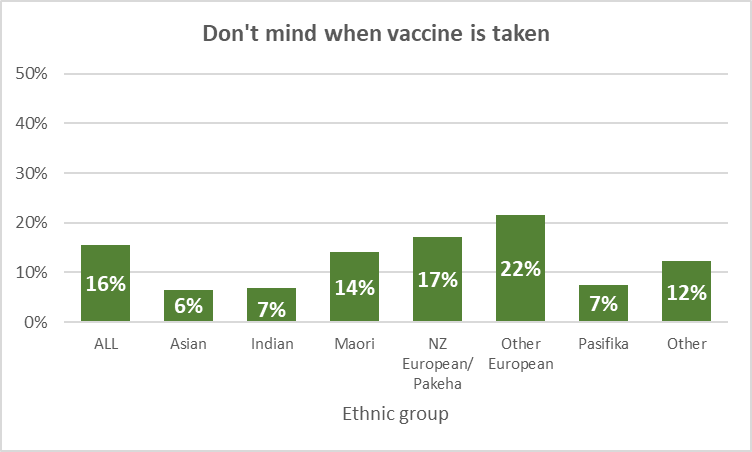 Don't mind when vaccine is taken
50%
40%
30%
20%
10%
0%
16%
6%
7%
14%
17%
22%
7%
12%
ALL
Asian
Indian
Maori
NZ
European/
Pakeha
Other
European
Pasifika
Other
Ethnic group